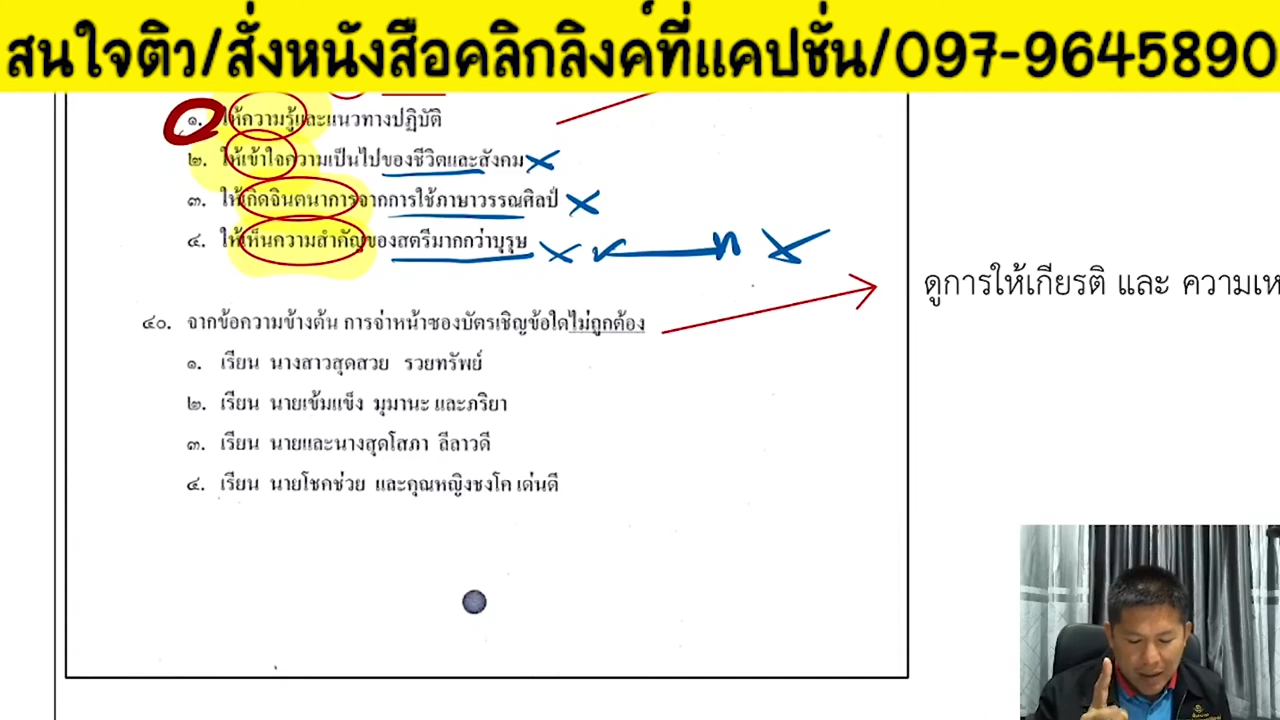 สนใจติว/สั่งหนังสือคลิกลิงค์ที่แคปชั่น/097-9645890
๑. ให้ความรู้และแนวทางปฏิบัติ
๒. ให้เข้าใจความเป็นไปของชีวิตและสังคม
๓. ให้เกิดจินตนาการจากการใช้ภาษาวรรณศิลป์
๔. ให้เห็นความสำคัญของสตรีมากกว่าบุรุษ
ดูการให้เกียรติ และ ความเห
๔๐. จากข้อความข้างต้น การจ่าหน้าซองบัตรเชิญข้อใดไม่ถูกต้อง
๑. เรียน นางสาวสุดสวย รวยทรัพย์
๒. เรียน นายเข้มแข็ง มุมานะ และภริยา
๓. เรียน นายและนางสุดโสภา ลีลาวดี
๔. เรียน นายโชคช่วย และคุณหญิงชงโค เด่นดี